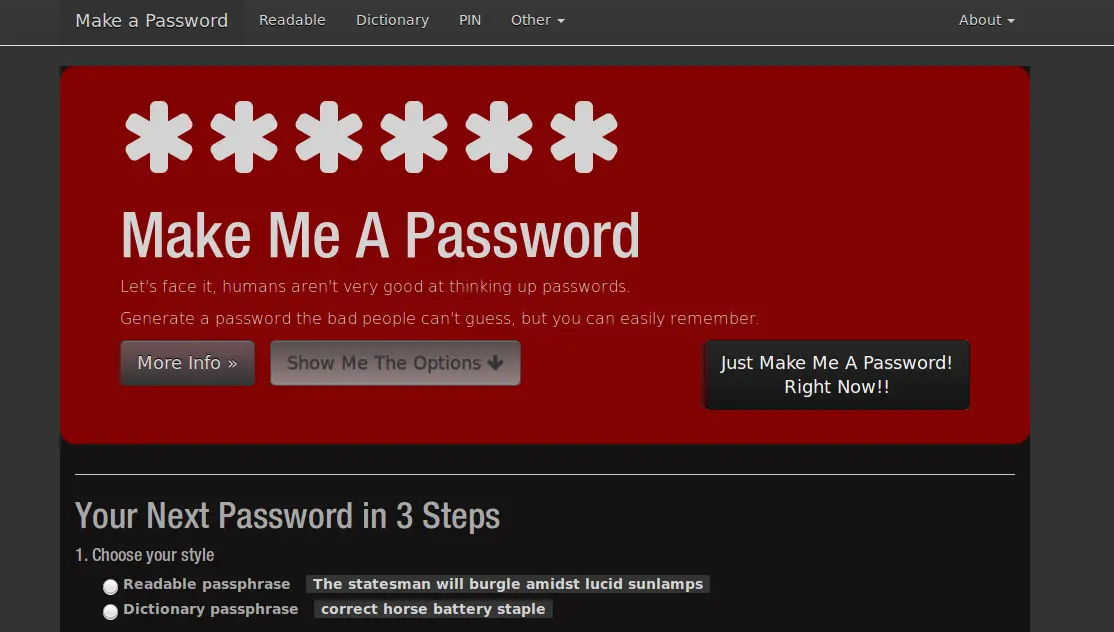 Make a Password Readable Dictionary PIN Other About
******
Make Me A Password
Let's face it, humans aren't very good at thinking up passwords.
Generate a password the bad people can't guess, but you can easily remember.
More Info » Show Me The Options
Just Make Me A Password!
Right Now!!
Your Next Password in 3 Steps
1. Choose your style
Readable passphrase The statesman will burgle amidst lucid sunlamps
Dictionary passphrase correct horse battery staple